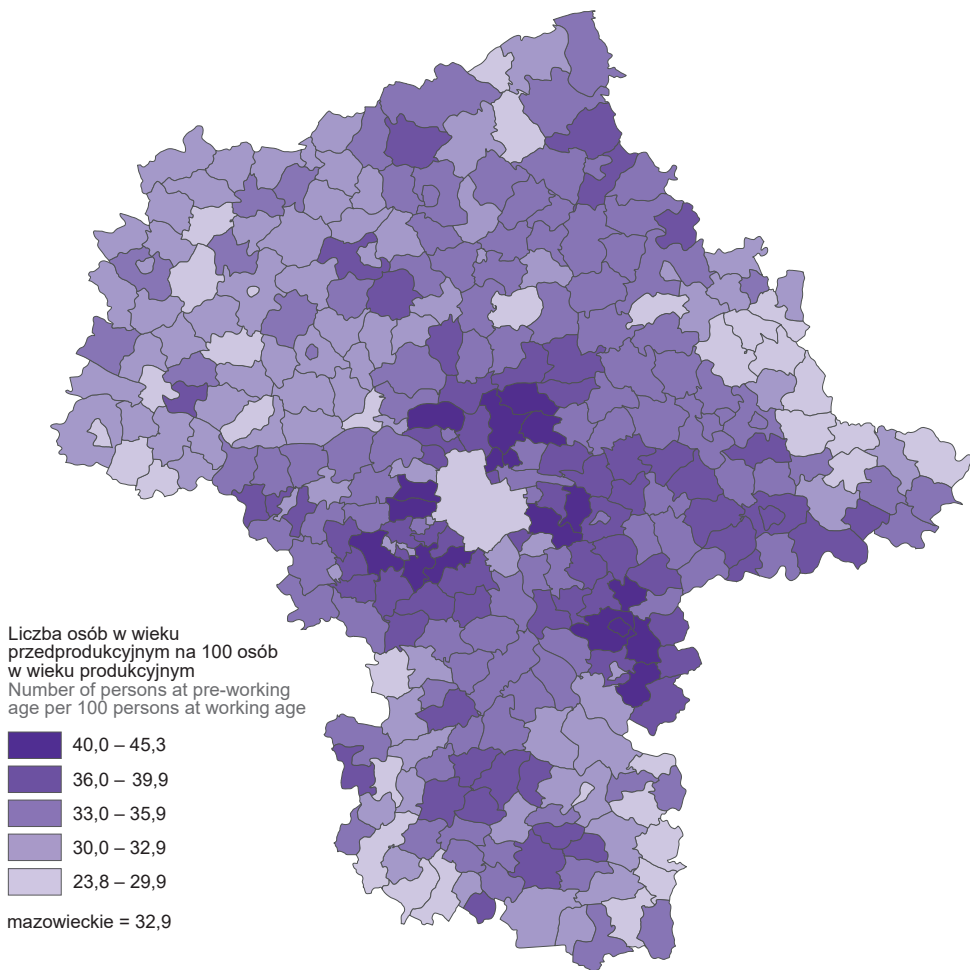 Liczba osób w wieku
przedprodukcyjnym na 100 osób
w wieku produkcyjnym
Number of persons at pre-working
age per 100 persons at working age
40,0 – 45,3
36,0 – 39,9
33,0 – 35,9
30,0 – 32,9
23,8 – 29,9
mazowieckie = 32,9